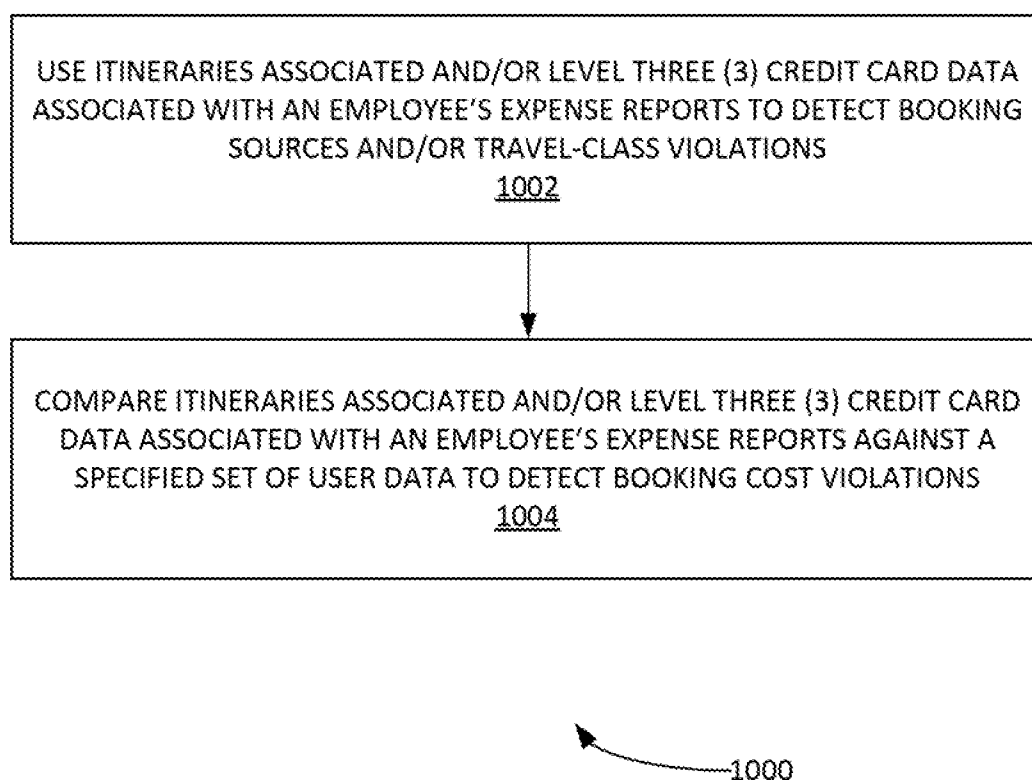 USE ITINERARIES ASSOCIATED AND/OR LEVEL THREE (3) CREDIT CARD DATA
ASSOCIATED WITH AN EMPLOYEE'S EXPENSE REPORTS TO DETECT BOOKING
SOURCES AND/OR TRAVEL-CLASS VIOLATIONS
1002
COMPARE ITINERARIES ASSOCIATED AND/OR LEVEL THREE (3) CREDIT CARD
DATA ASSOCIATED WITH AN EMPLOYEE'S EXPENSE REPORTS AGAINST A
SPECIFIED SET OF USER DATA TO DETECT BOOKING COST VIOLATIONS
1004
1000